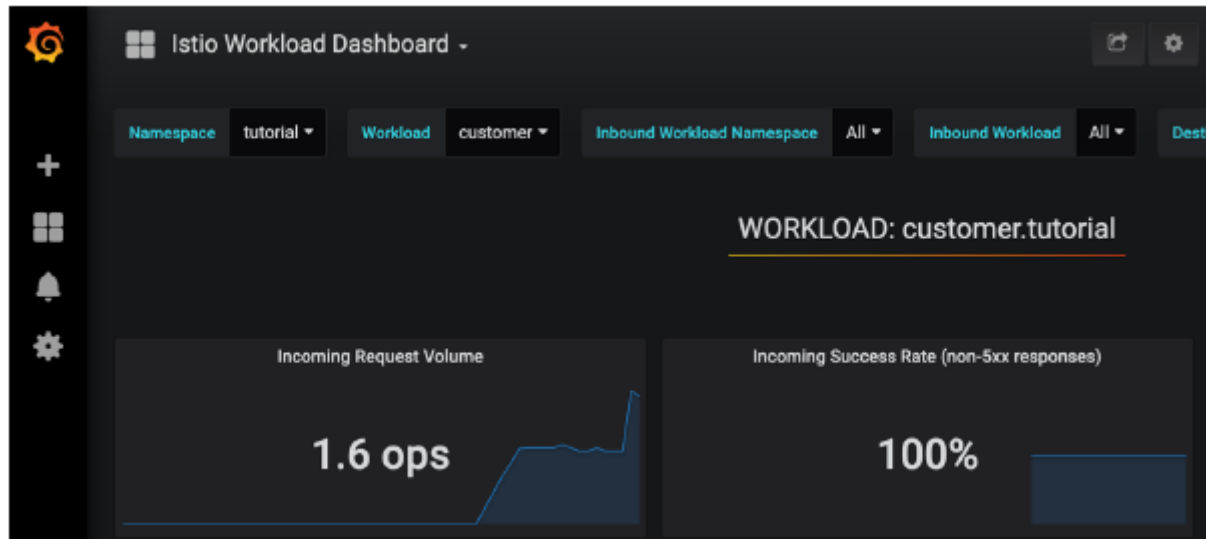 Istio Workload Dashboard
Namespace tutorial Workload customer Inbound Workload Namespace All Inbound Workload All Dest
WORKLOAD: customer.tutorial
Incoming Request Volume Incoming Success Rate (non-5xx responses)
1.6 ops 100%